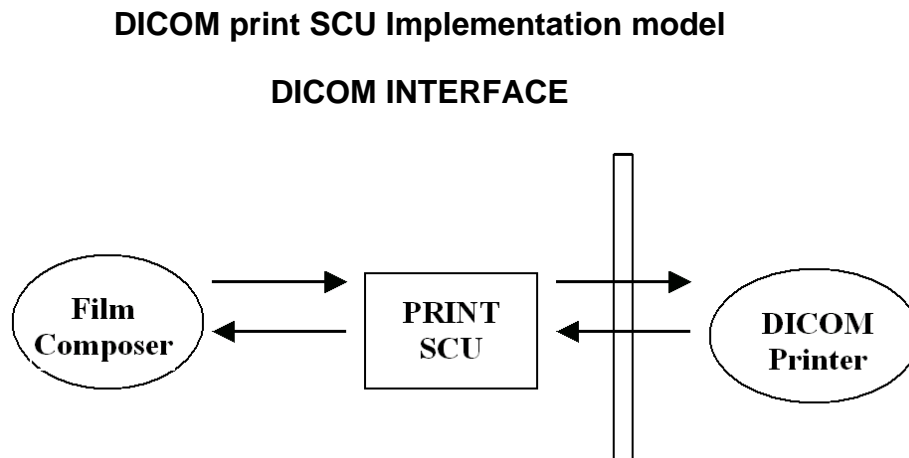 DICOM print SCU Implementation model
DICOM INTERFACE
Film
Composer
PRINT
SCU
DICOM
Printer